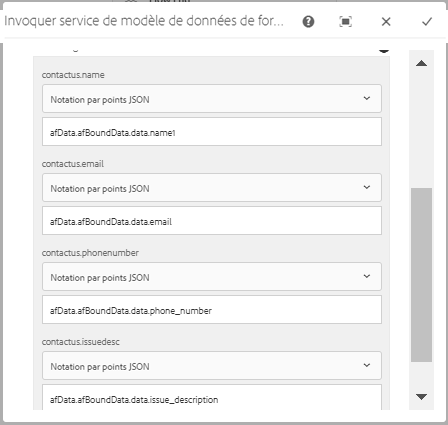 Invoquer service de modèle de données de for...
contactus.name
Notation par points JSON
afData.afBoundData.data.name1
contactus.email
Notation par points JSON
afData.afBoundData.data.email
contactus.phonenumber
Notation par points JSON
afData.afBoundData.data.phone_number
contactus.issuedesc
Notation par points JSON
afData.afBoundData.data.issue_description